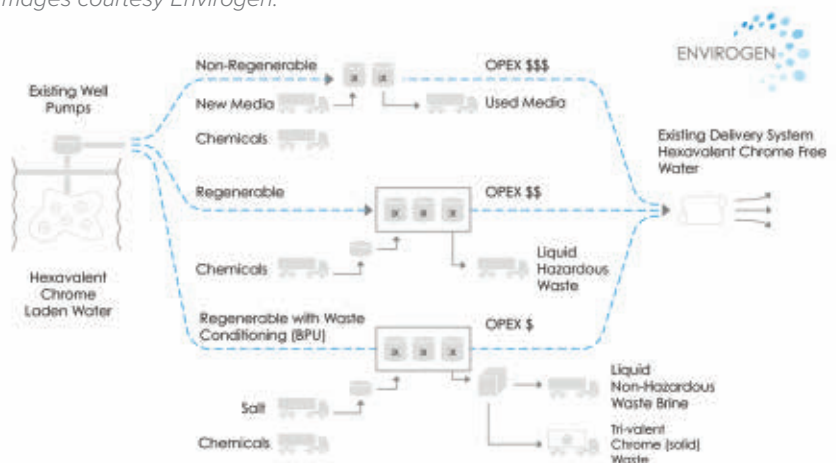 mages courtesy Envirogen.
ENVIROGEN
Existing Well
Pumps
Hexavalent
Chrome
Laden Water
Non-Regenerable
OPEX $$$
New Media
Used Media
Chemicals
Regenerable
OPEX $$
Chemicals
Liquid
Hazardous
Waste
Regenerable with Waste
Conditioning (BPU)
OPEX $
Salt
Chemicals
Liquid
Non-Hazardous
Waste Brine
Tri-valent
Chrome (solid)
Waste
Existing Delivery System
Hexavalent Chrome Free
Water